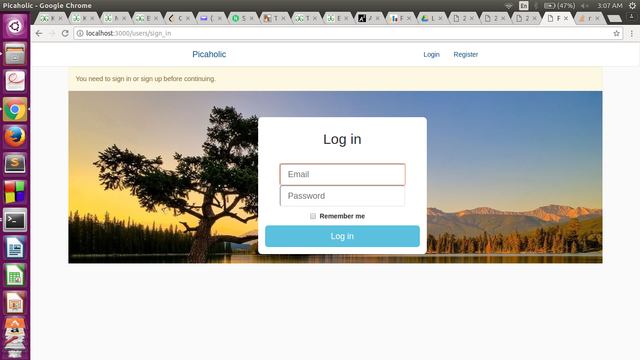 Picaholic - Google Chrome
En
(47%)
3:07 AM
localhost:3000/users/sign_in
Picaholic
Login
Register
You need to sign in or sign up before continuing.
Log in
Email
Password
Remember me
Log in